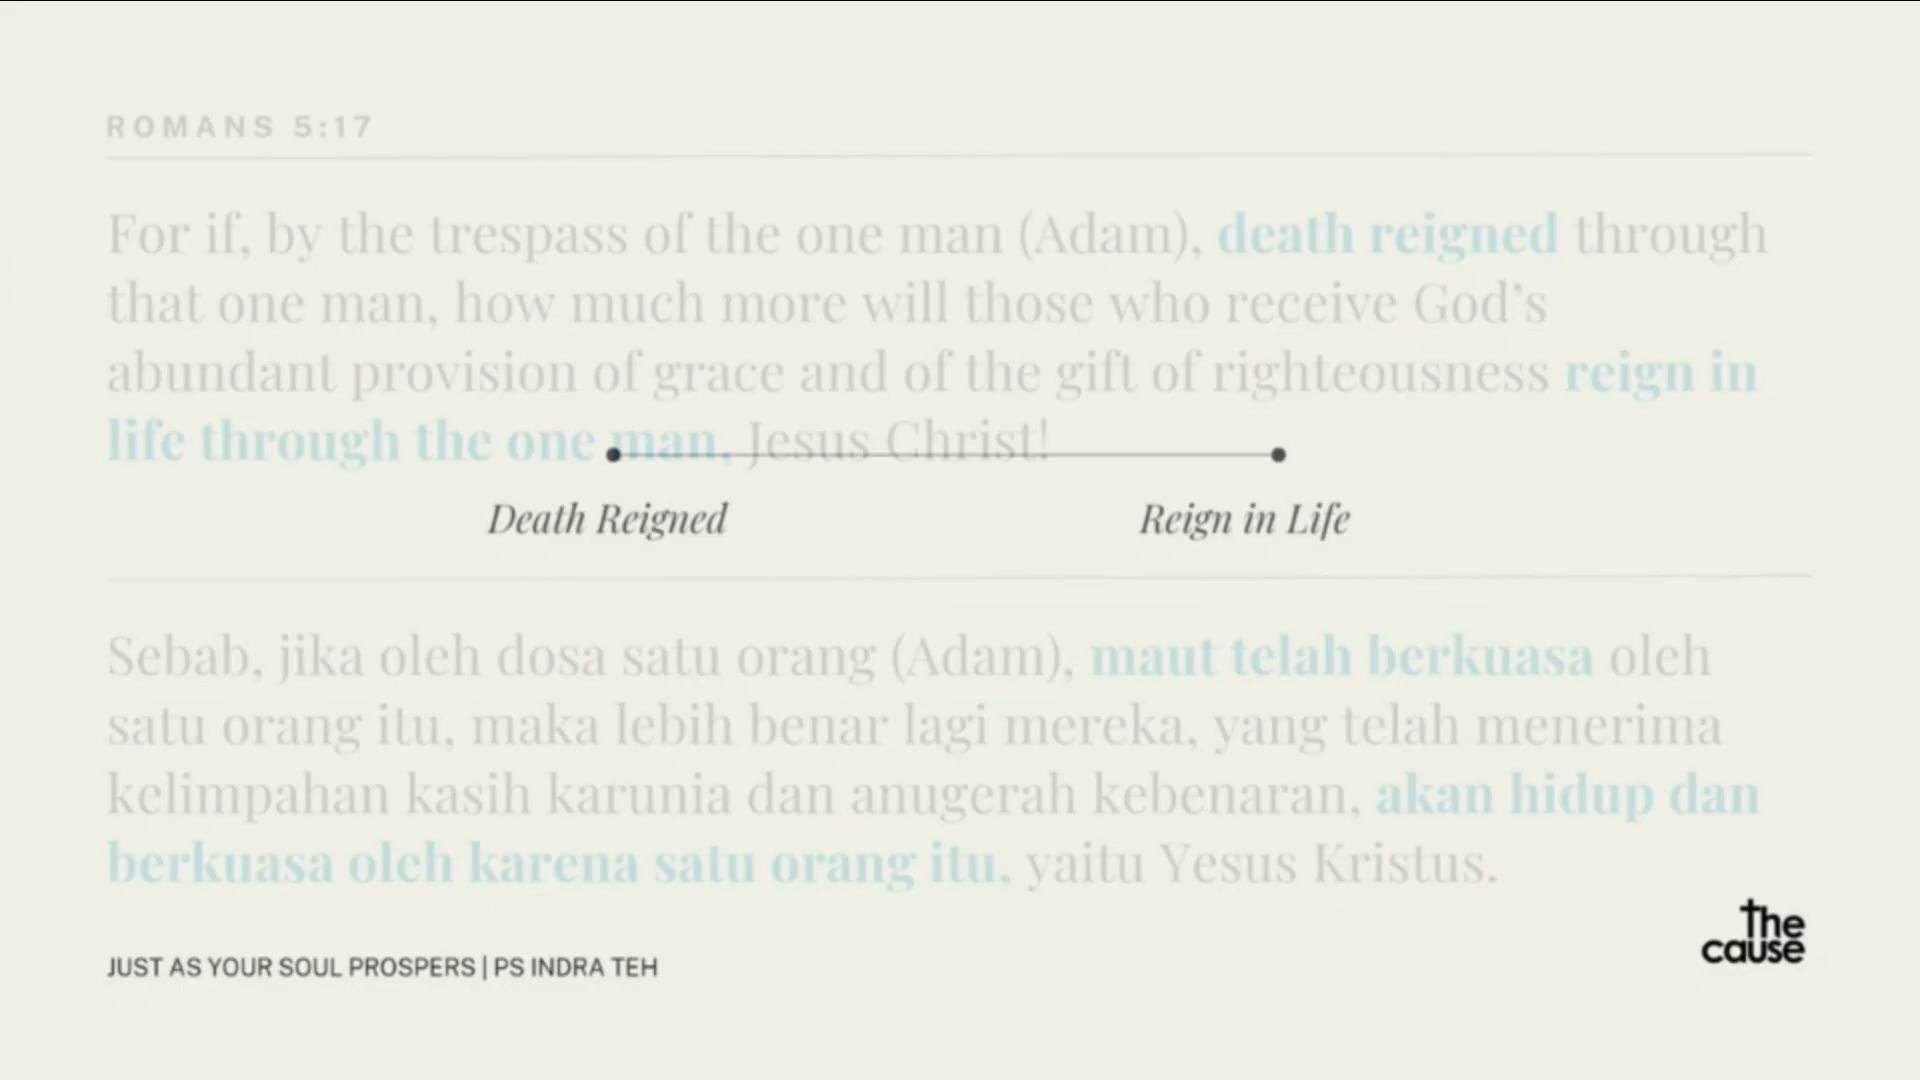 ROMANS 5:17
For if, by the trespass of the one man (Adam), death reigned through
that one man, how much more will those who receive God’s
abundant provision of grace and of the gift of righteousness reign in
life through the one man, Jesus Christ!
Death Reigned
Reign in Life
Sebab, jika oleh dosa satu orang (Adam), maut telah berkuasa oleh
satu orang itu, maka lebih benar lagi mereka, yang telah menerima
kelimpahan kasih karunia dan anugerah kebenaran, akan hidup dan
berkuasa oleh karena satu orang itu, yaitu Yesus Kristus.
the
cause
JUST AS YOUR SOUL PROSPERS | PS INDRA TEH